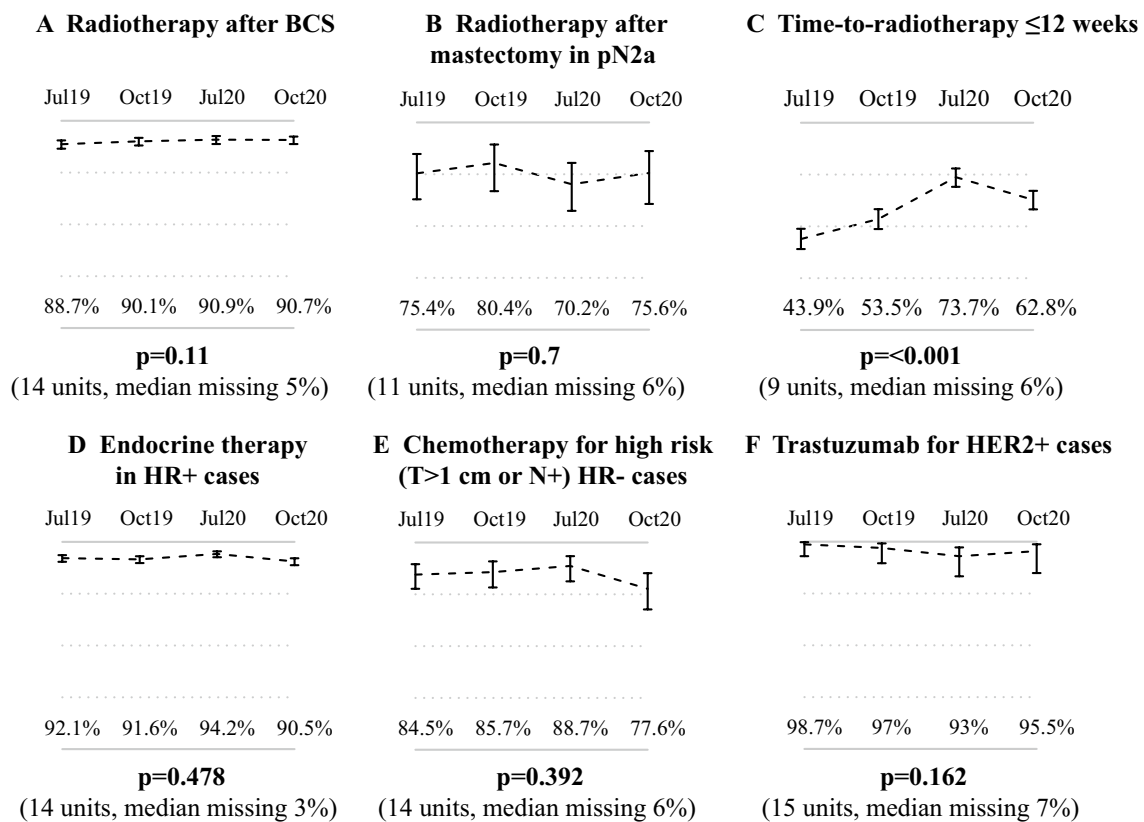 A Radiotherapy after BCS
Jul19 Oct19 Jul20 Oct20
88.7% 90.1% 90.9% 90.7%
p=0.11
(14 units, median missing 5%)
B Radiotherapy after
mastectomy in pN2a
Jul19 Oct19 Jul20 Oct20
75.4% 80.4% 70.2% 75.6%
p=0.7
(11 units, median missing 6%)
C Time-to-radiotherapy ≤12 weeks
Jul19 Oct19 Jul20 Oct20
43.9% 53.5% 73.7% 62.8%
p=<0.001
(9 units, median missing 6%)
D Endocrine therapy
in HR+ cases
Jul19 Oct19 Jul20 Oct20
92.1% 91.6% 94.2% 90.5%
p=0.478
(14 units, median missing 3%)
E Chemotherapy for high risk
(T>1 cm or N+) HR- cases
Jul19 Oct19 Jul20 Oct20
84.5% 85.7% 88.7% 77.6%
p=0.392
(14 units, median missing 6%)
F Trastuzumab for HER2+ cases
Jul19 Oct19 Jul20 Oct20
98.7% 97% 93% 95.5%
p=0.162
(15 units, median missing 7%)